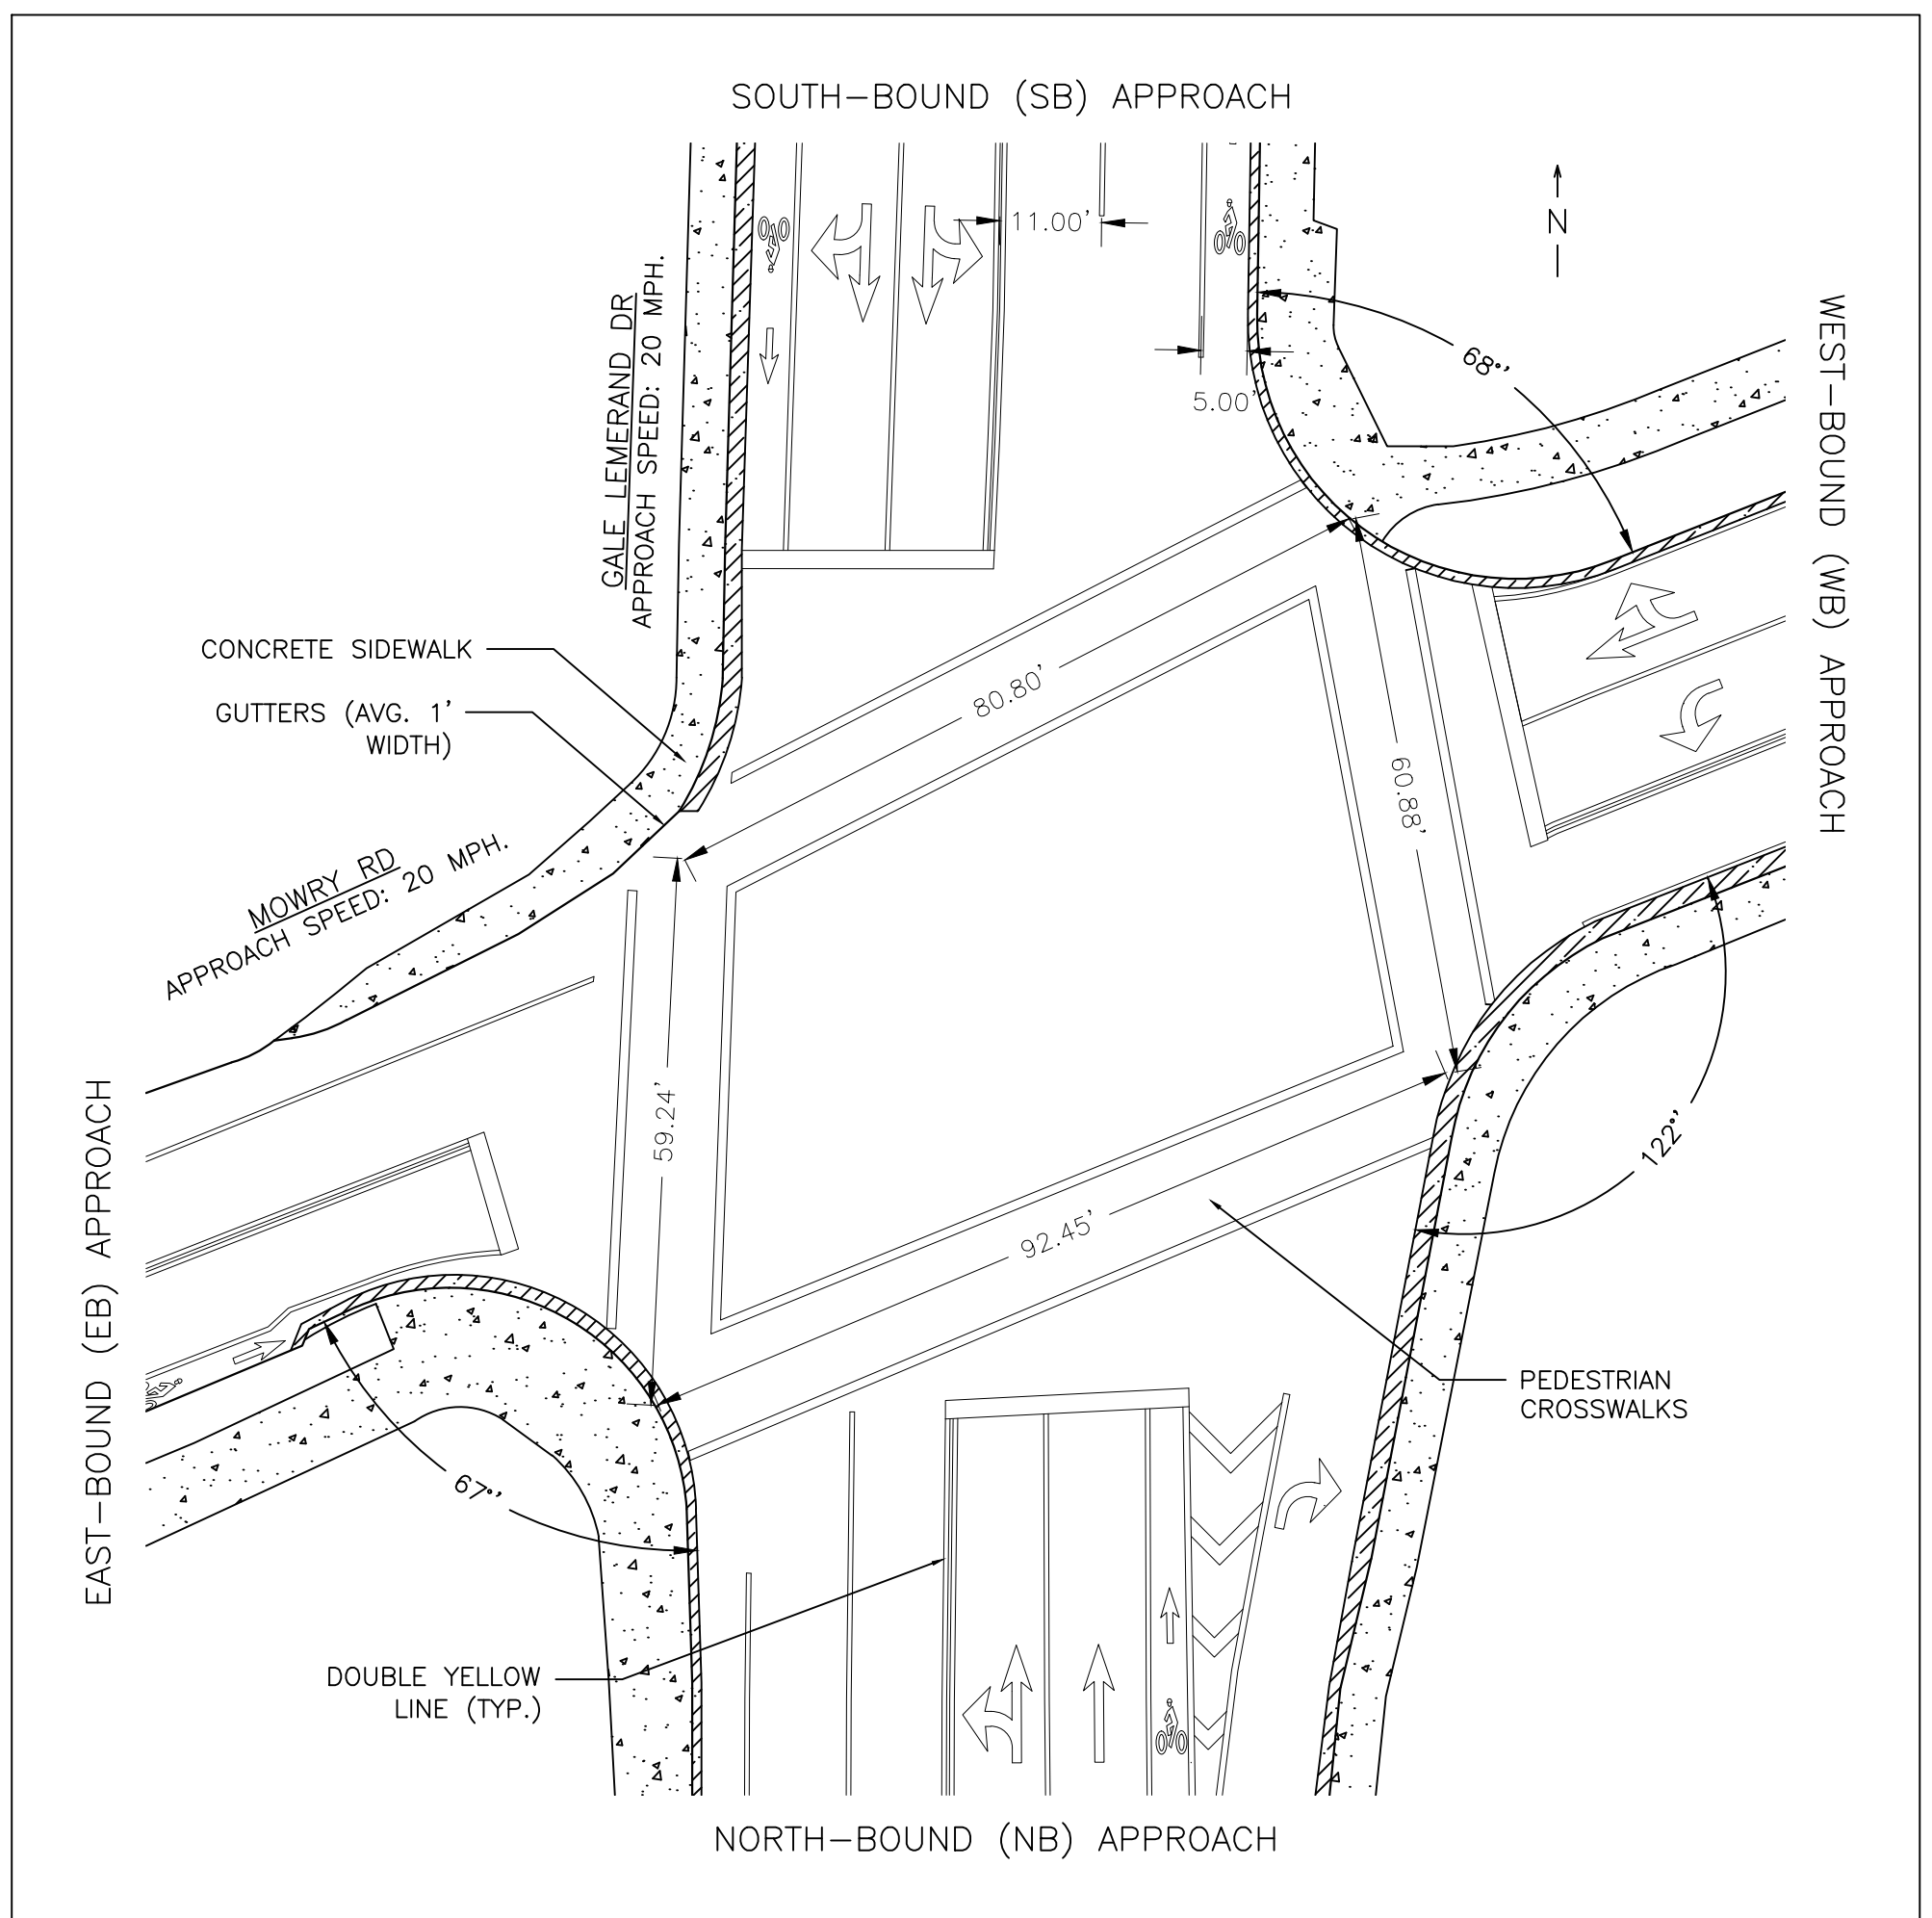 SOUTH-BOUND (SB) APPROACH
11.00'
N
GALE LEMERAND DR
APPROACH SPEED: 20 MPH.
68°'
5.00'
WEST-BOUND (WB) APPROACH
CONCRETE SIDEWALK
GUTTERS (AVG. 1'
WIDTH)
80.80'
60.88'
MOWRY RD
APPROACH SPEED: 20 MPH.
59.24'
92.45'
122°'
EAST-BOUND (EB) APPROACH
PEDESTRIAN
CROSSWALKS
67°'
DOUBLE YELLOW
LINE (TYP.)
NORTH-BOUND (NB) APPROACH